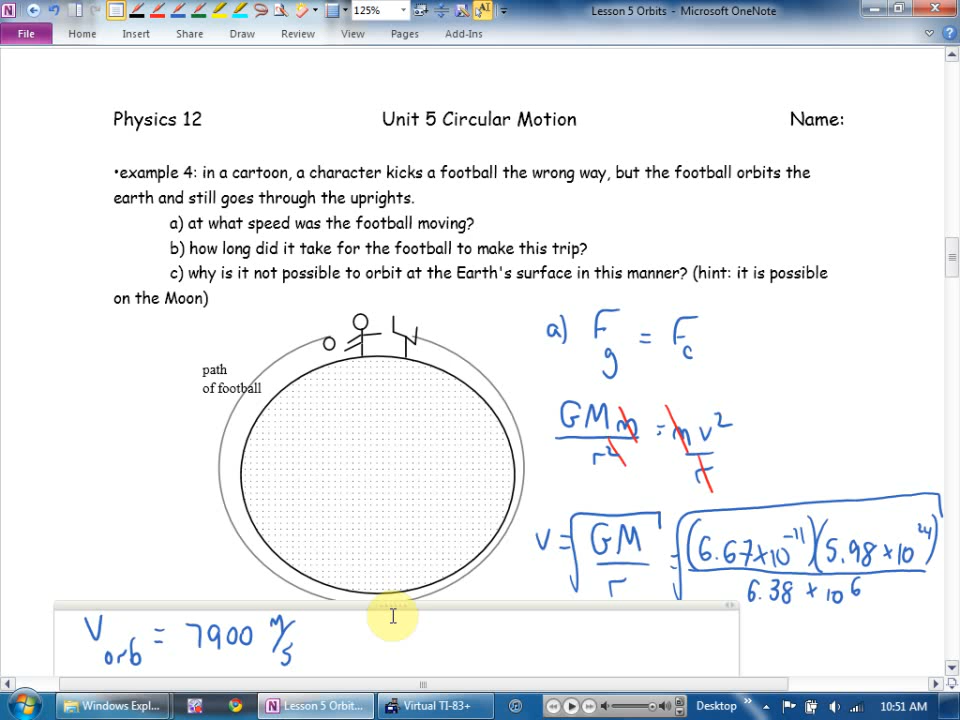 125%
Lesson 5 Orbits - Microsoft OneNote
File Home Insert Share Draw Review View Pages Add-Ins
Physics 12 Unit 5 Circular Motion Name:
•example 4: in a cartoon, a character kicks a football the wrong way, but the football orbits the
earth and still goes through the uprights.
a) at what speed was the football moving?
b) how long did it take for the football to make this trip?
c) why is it not possible to orbit at the Earth's surface in this manner? (hint: it is possible
on the Moon)
path
of football
a) F_g = F_c
GMm/r² = mv²/r
v = √(GM/r) = √((6.67×10⁻¹¹)(5.98×10²⁴)/6.38×10⁶)
V_orb = 7900 m/s
Windows Expl... Lesson 5 Orbit... Virtual TI-83+ Desktop 10:51 AM